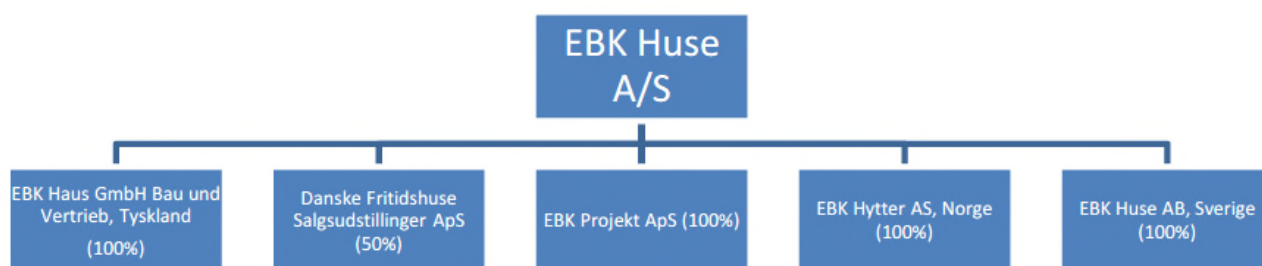 EBK Huse
A/S
EBK Haus GmbH Bau und
Vertrieb, Tyskland
(100%)
Danske Fritidshuse
Salgsudstillinger ApS
(50%)
EBK Projekt ApS (100%)
EBK Hytter AS, Norge
(100%)
EBK Huse AB, Sverige
(100%)